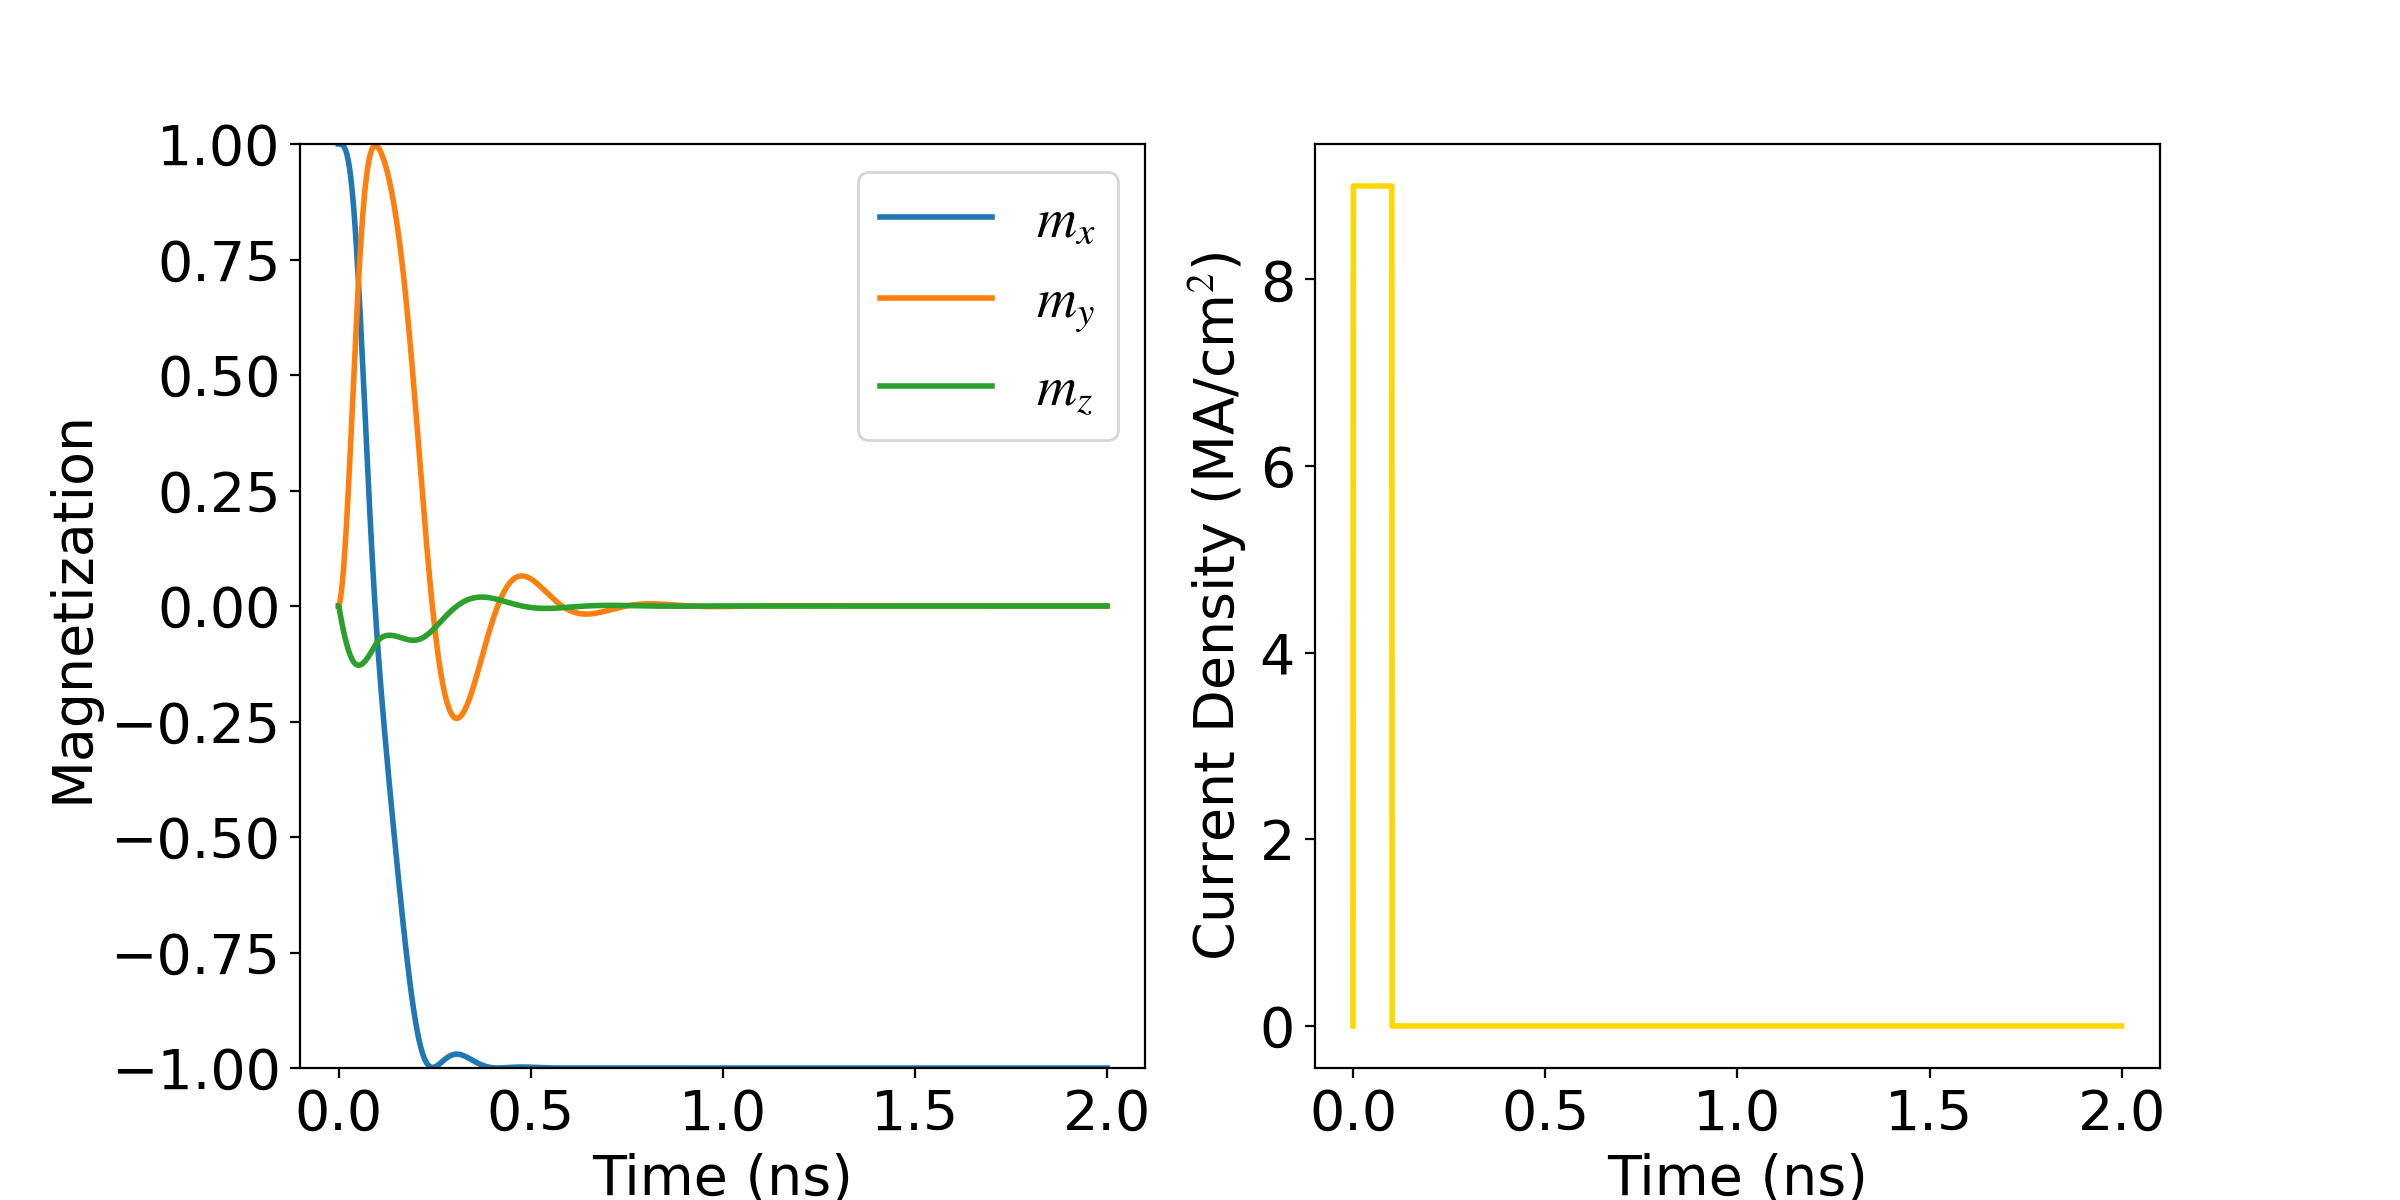 1.00
0.75
0.50
0.25
0.00
−0.25
−0.50
−0.75
−1.00
Magnetization
0.0 0.5 1.0 1.5 2.0
Time (ns)
m_x
m_y
m_z
8
6
4
2
0
Current Density (MA/cm²)
0.0 0.5 1.0 1.5 2.0
Time (ns)